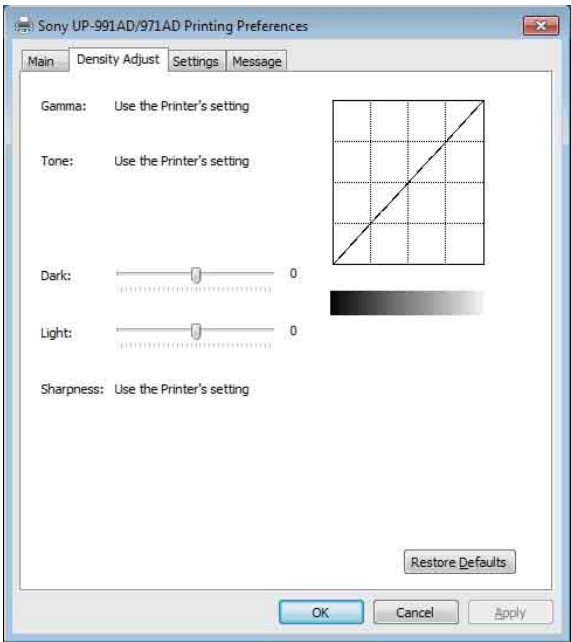 Sony UP-991AD/971AD Printing Preferences
Main Density Adjust Settings Message
Gamma: Use the Printer's setting
Tone: Use the Printer's setting
Dark: 0
Light: 0
Sharpness: Use the Printer's setting
Restore Defaults
OK Cancel Apply